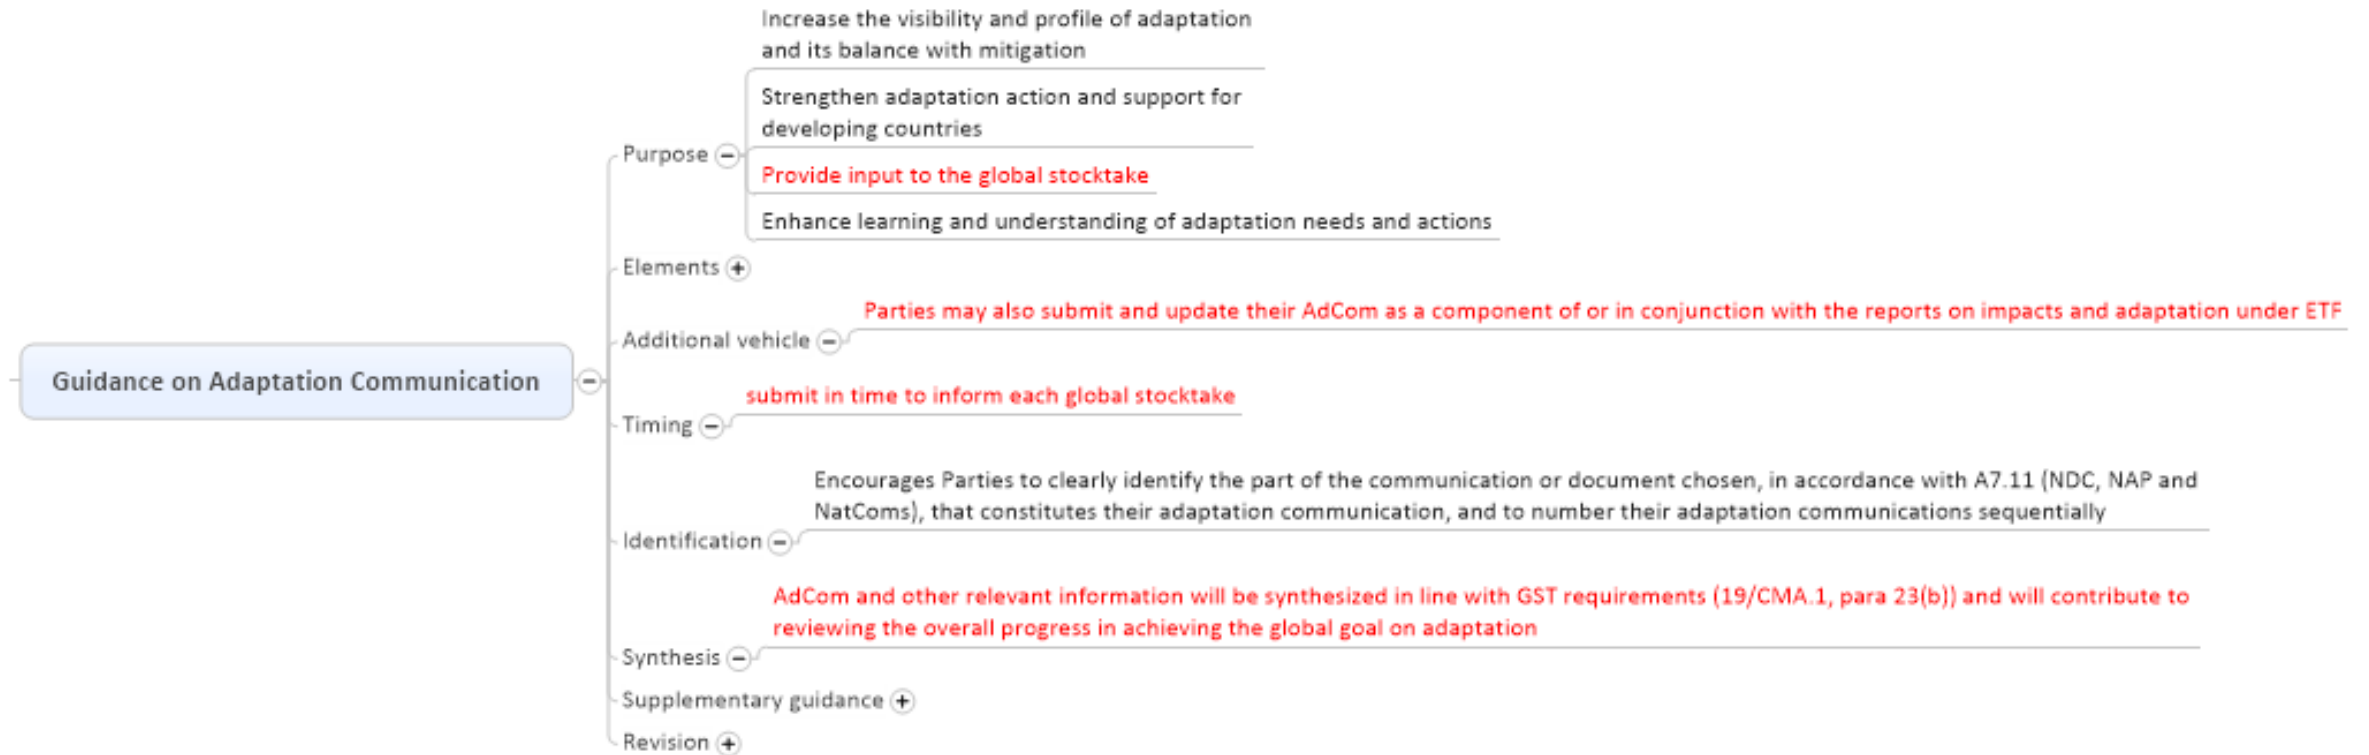 Increase the visibility and profile of adaptation
and its balance with mitigation
Strengthen adaptation action and support for
developing countries
Purpose
Provide input to the global stocktake
Enhance learning and understanding of adaptation needs and actions
Elements
Parties may also submit and update their AdCom as a component of or in conjunction with the reports on impacts and adaptation under ETF
Additional vehicle
Guidance on Adaptation Communication
submit in time to inform each global stocktake
Timing
Encourages Parties to clearly identify the part of the communication or document chosen, in accordance with A7.11 (NDC, NAP and
NatComs), that constitutes their adaptation communication, and to number their adaptation communications sequentially
Identification
AdCom and other relevant information will be synthesized in line with GST requirements (19/CMA.1, para 23(b)) and will contribute to
reviewing the overall progress in achieving the global goal on adaptation
Synthesis
Supplementary guidance
Revision